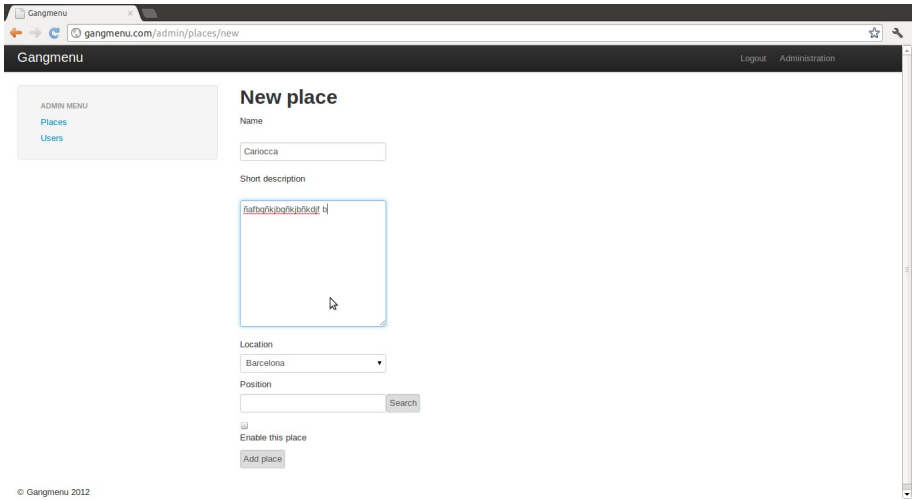 Gangmenu
gangmenu.com/admin/places/new
Gangmenu
Logout Administration
ADMIN MENU
Places
Users
New place
Name
Cariocca
Short description
ñafbqñkjbqñkjbñkdjf b
Location
Barcelona
Position
Search
Enable this place
Add place
© Gangmenu 2012